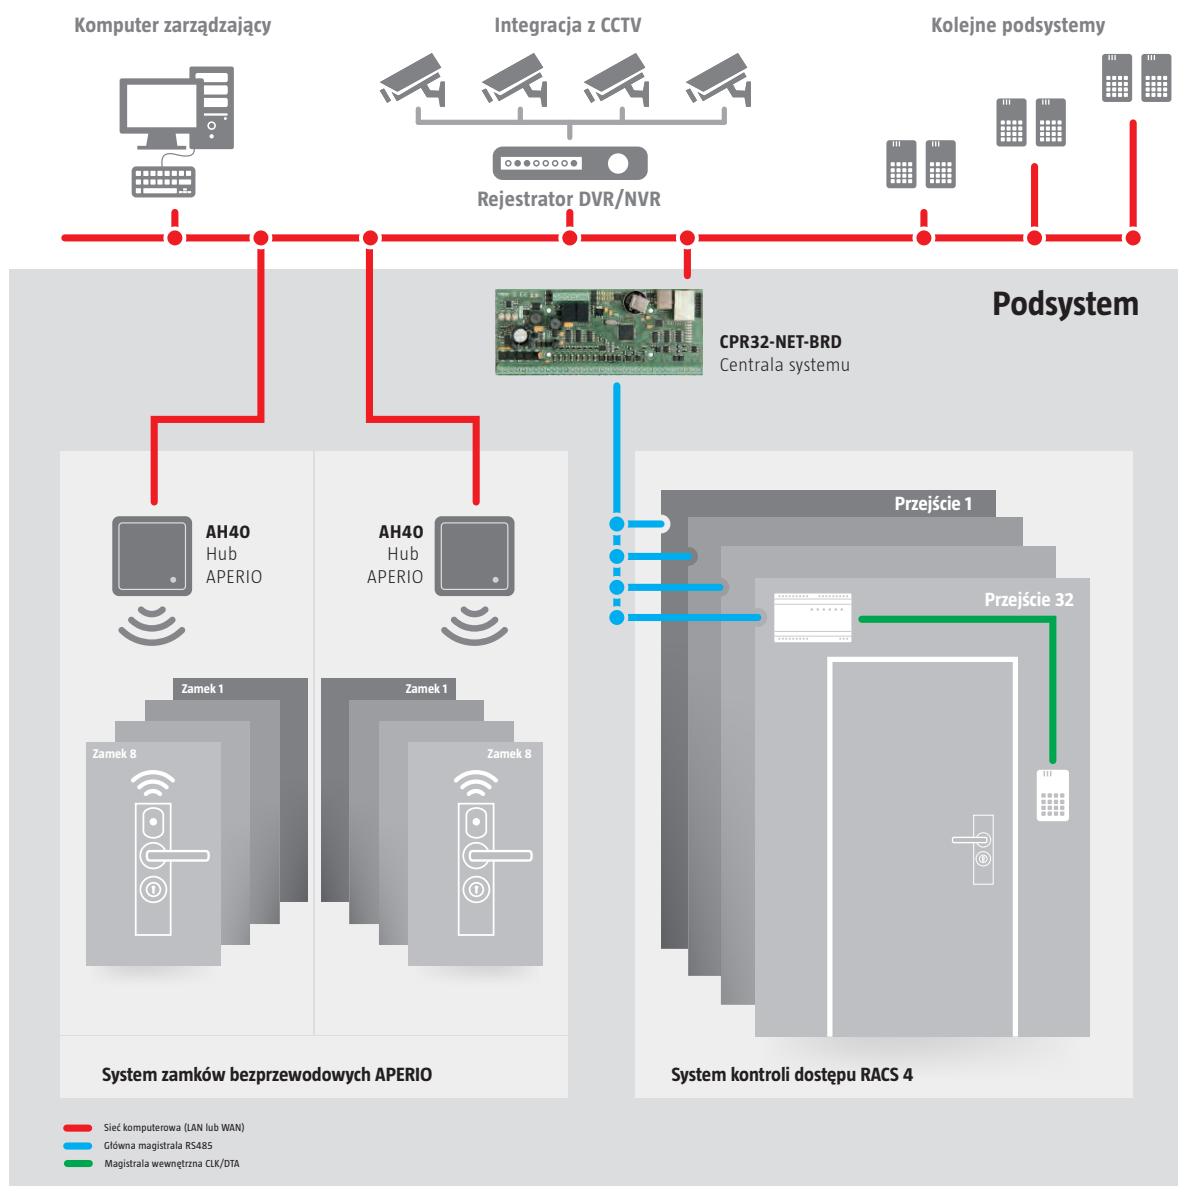 Komputer zarządzający
Integracja z CCTV
Kolejne podsystemy
Rejestrator DVR/NVR
Podsystem
CPR32-NET-BRD
Centrala systemu
AH40
Hub
APERIO
AH40
Hub
APERIO
Przejście 1
Przejście 32
Zamek 1
Zamek 8
Zamek 1
Zamek 8
System zamków bezprzewodowych APERIO
System kontroli dostępu RACS 4
Sieć komputerowa (LAN lub WAN)
Główna magistrala RS485
Magistrala wewnętrzna CLK/DTA